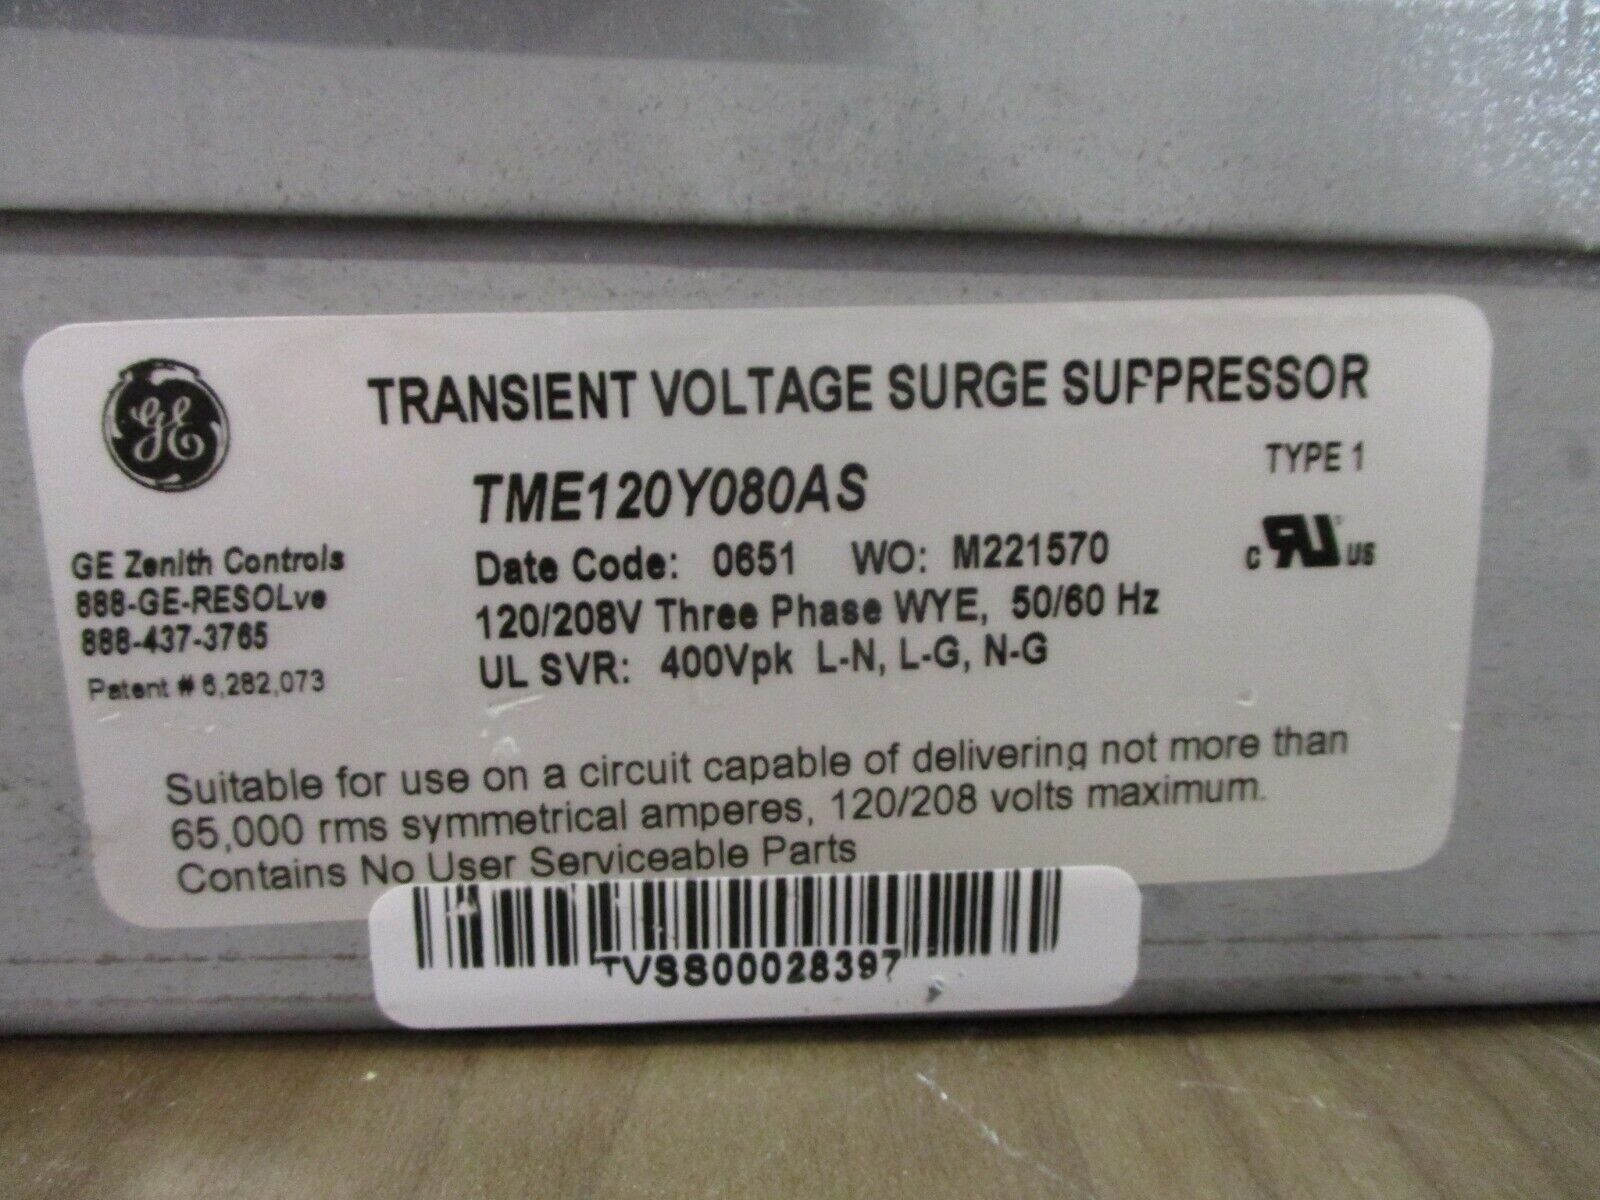 GE
TRANSIENT VOLTAGE SURGE SUPPRESSOR
TYPE 1
TME120Y080AS
GE Zenith Controls
888-GE-RESOLve
888-437-3765
Patent # 6,282,073
Date Code: 0651 WO: M221570
120/208V Three Phase WYE, 50/60 Hz
UL SVR: 400Vpk L-N, L-G, N-G
c RU US
Suitable for use on a circuit capable of delivering not more than
65,000 rms symmetrical amperes, 120/208 volts maximum.
Contains No User Serviceable Parts
TVSS00028397